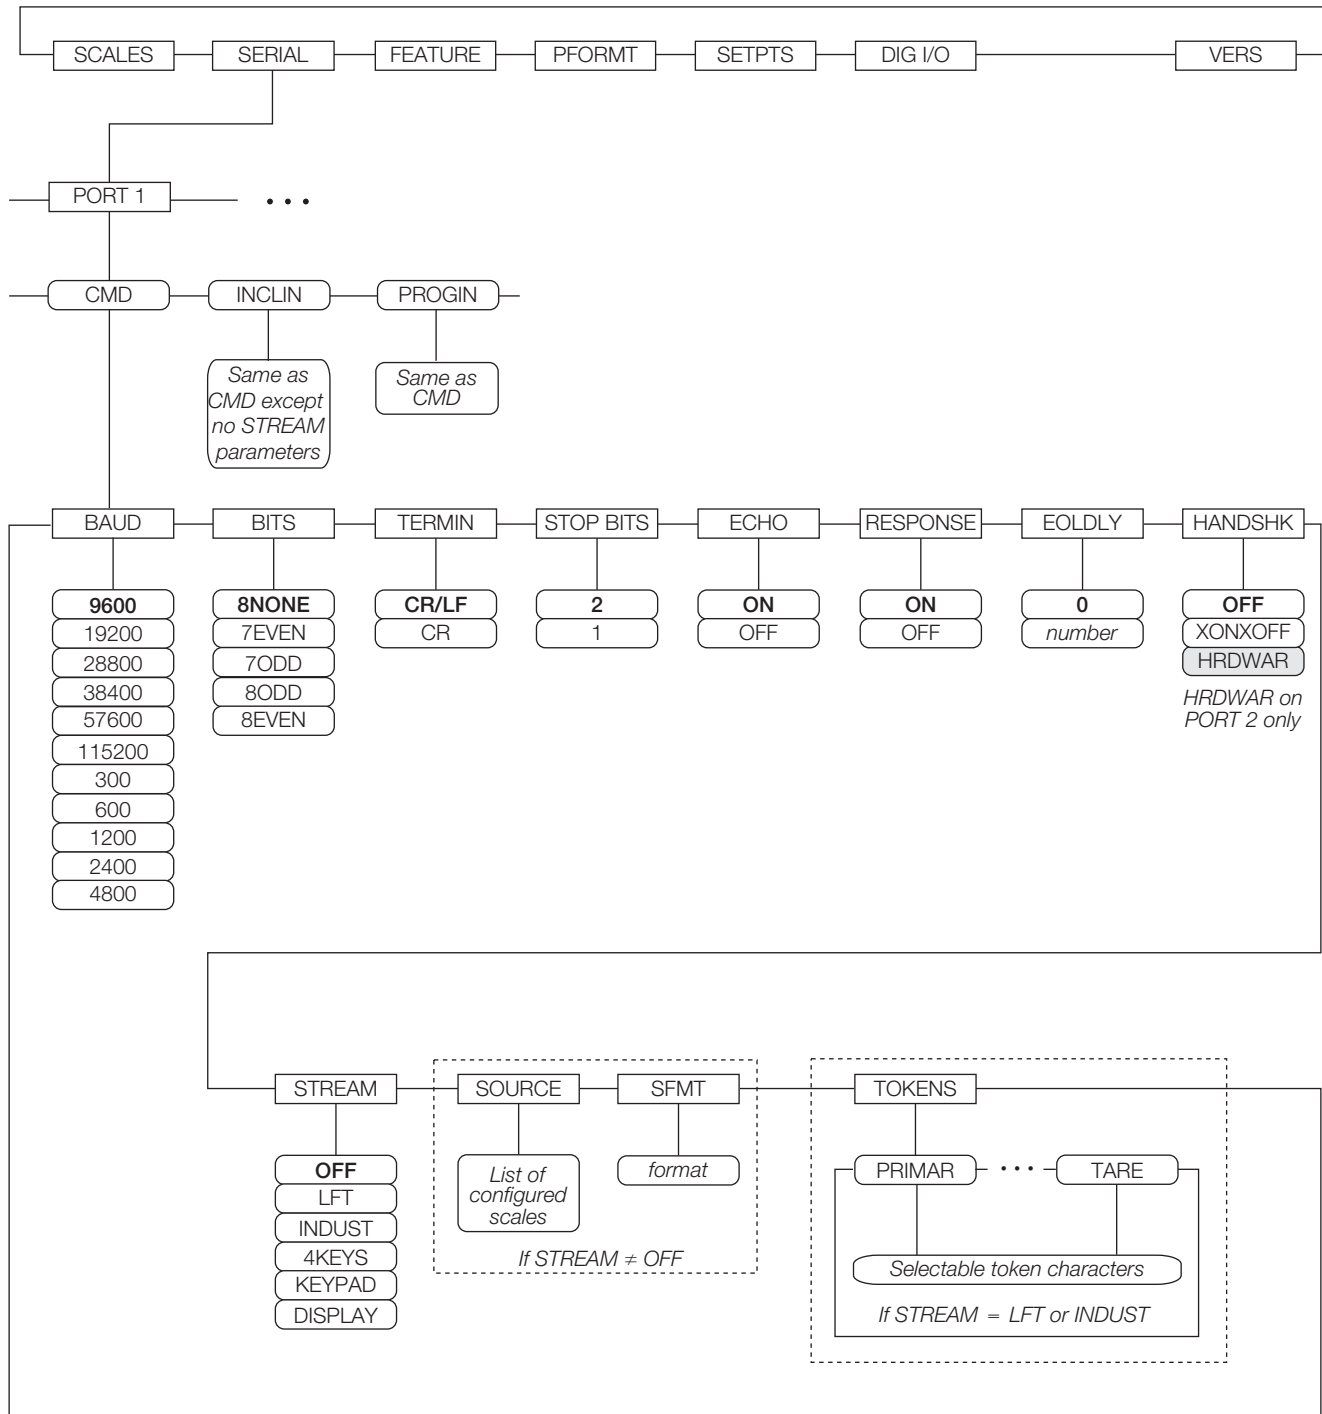 SCALES SERIAL FEATURE PFORMT SETPTS DIG I/O VERS
PORT 1 • • •
CMD INCLIN PROGIN
Same as
CMD except
no STREAM
parameters
Same as
CMD
BAUD BITS TERMIN STOP BITS ECHO RESPONSE EOLDLY HANDSHK
9600 8NONE CR/LF 2 ON ON 0 OFF
19200 7EVEN CR 1 OFF OFF number XONXOFF
28800 7ODD HRDWAR
38400 8ODD
57600 8EVEN
115200
300
600
1200
2400
4800
HRDWAR on
PORT 2 only
STREAM SOURCE SFMT TOKENS
OFF
LFT
INDUST
4KEYS
KEYPAD
DISPLAY
List of
configured
scales
format
If STREAM ≠ OFF
PRIMAR • • • TARE
Selectable token characters
If STREAM = LFT or INDUST